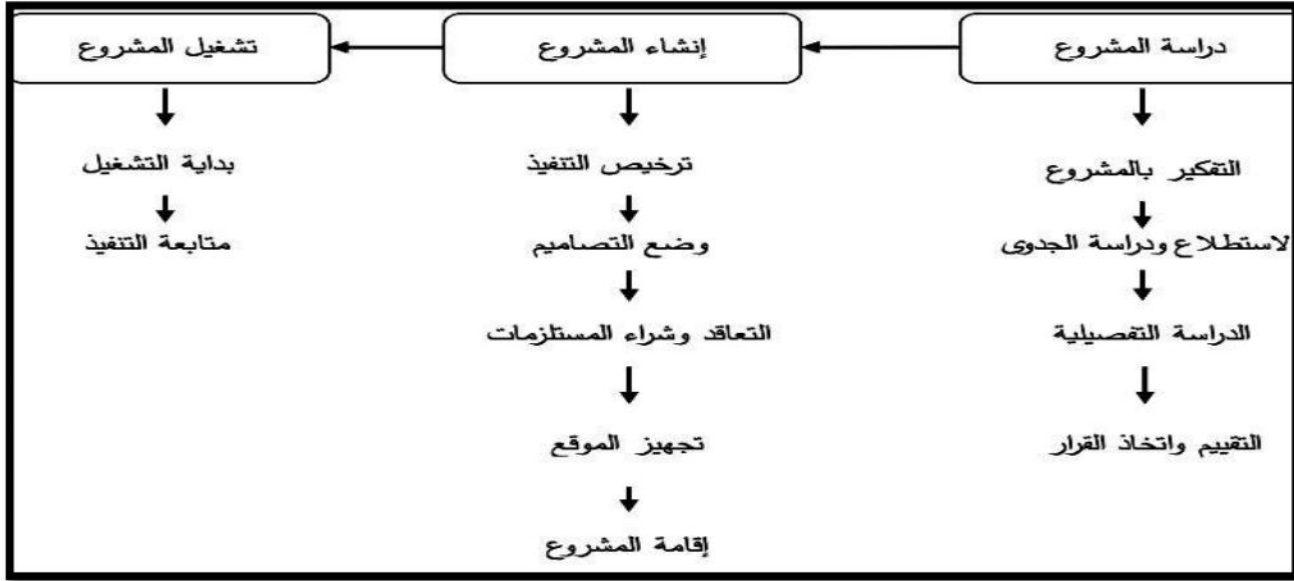 دراسة المشروع
إنشاء المشروع
تشغيل المشروع
التفكير بالمشروع
ترخيص التنفيذ
بداية التشغيل
لاستطلاع ودراسة الجدوى
وضع التصاميم
متابعة التنفيذ
الدراسة التفصيلية
التعاقد وشراء المستلزمات
التقييم واتخاذ القرار
تجهيز الموقع
إقامة المشروع